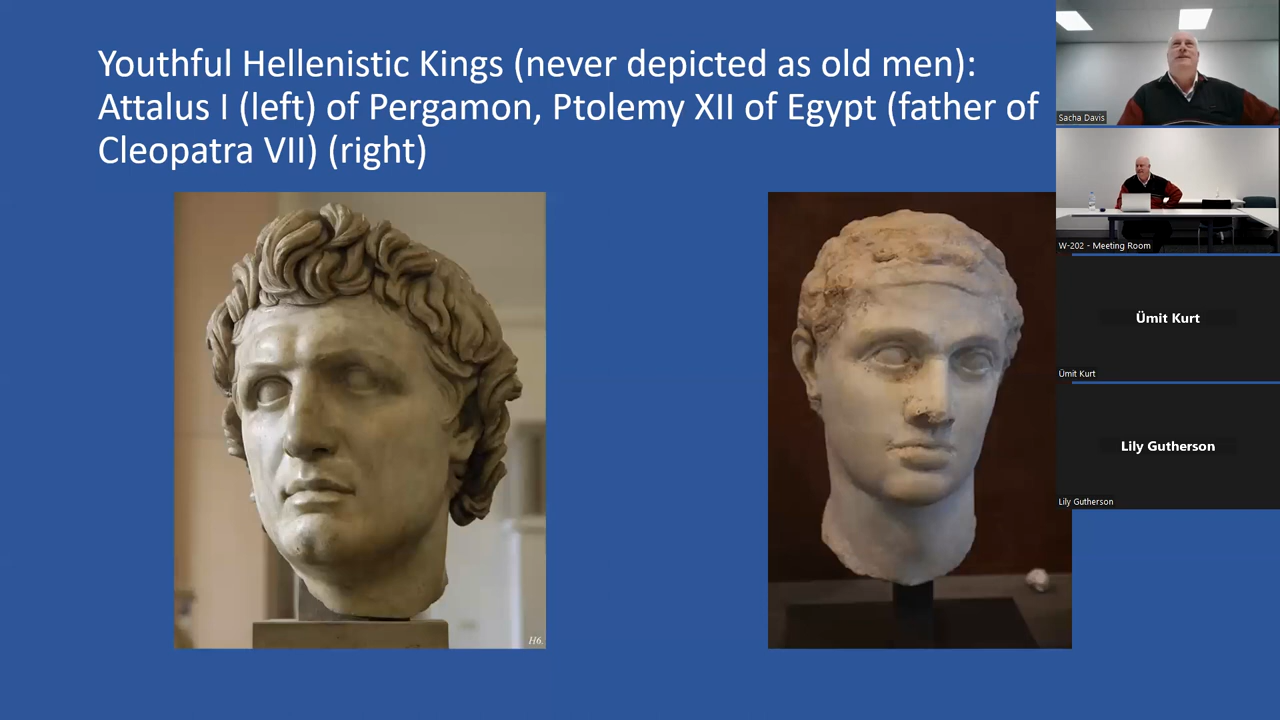 Youthful Hellenistic Kings (never depicted as old men):
Attalus I (left) of Pergamon, Ptolemy XII of Egypt (father of
Cleopatra VII) (right)
H6.
Sacha Davis
W-202 - Meeting Room
Ümit Kurt
Ümit Kurt
Lily Gutherson
Lily Gutherson